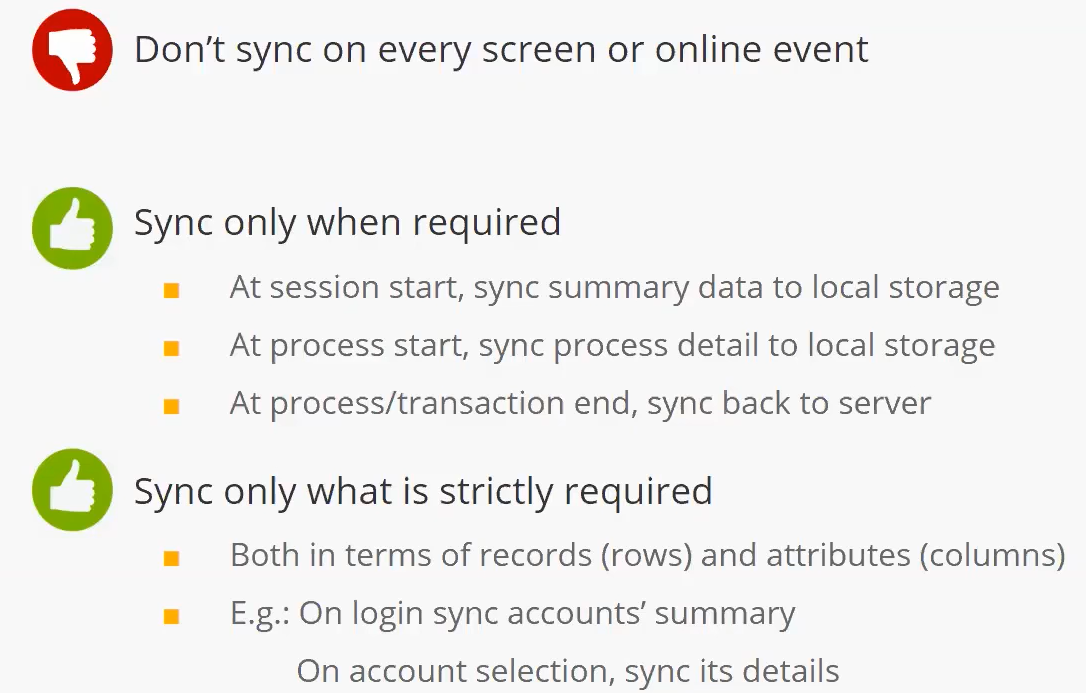 Don’t sync on every screen or online event
Sync only when required
At session start, sync summary data to local storage
At process start, sync process detail to local storage
At process/transaction end, sync back to server
Sync only what is strictly required
Both in terms of records (rows) and attributes (columns)
E.g.: On login sync accounts’ summary
On account selection, sync its details